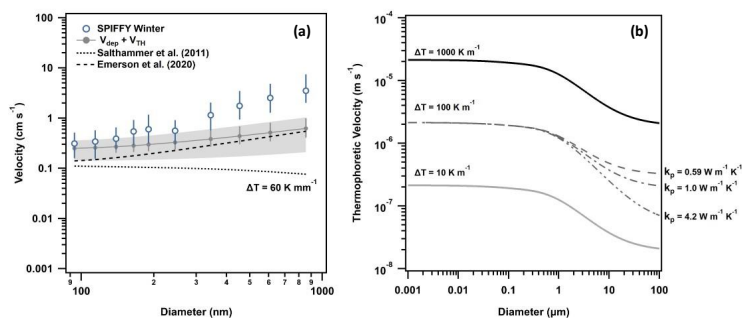 (a)
SPIFFY Winter
V_dep + V_TH
Salthammer et al. (2011)
Emerson et al. (2020)
Velocity (cm s⁻¹)
100
10
1
0.1
0.01
0.001
ΔT = 60 K mm⁻¹
9
100
2
3
4
5
6
7
8
9
1000
Diameter (nm)
(b)
Thermophoretic Velocity (m s⁻¹)
10⁻⁴
10⁻⁵
10⁻⁶
10⁻⁷
10⁻⁸
ΔT = 1000 K m⁻¹
ΔT = 100 K m⁻¹
ΔT = 10 K m⁻¹
k_p = 0.59 W m⁻¹ K⁻¹
k_p = 1.0 W m⁻¹ K⁻¹
k_p = 4.2 W m⁻¹ K⁻¹
0.001
0.01
0.1
1
10
100
Diameter (µm)